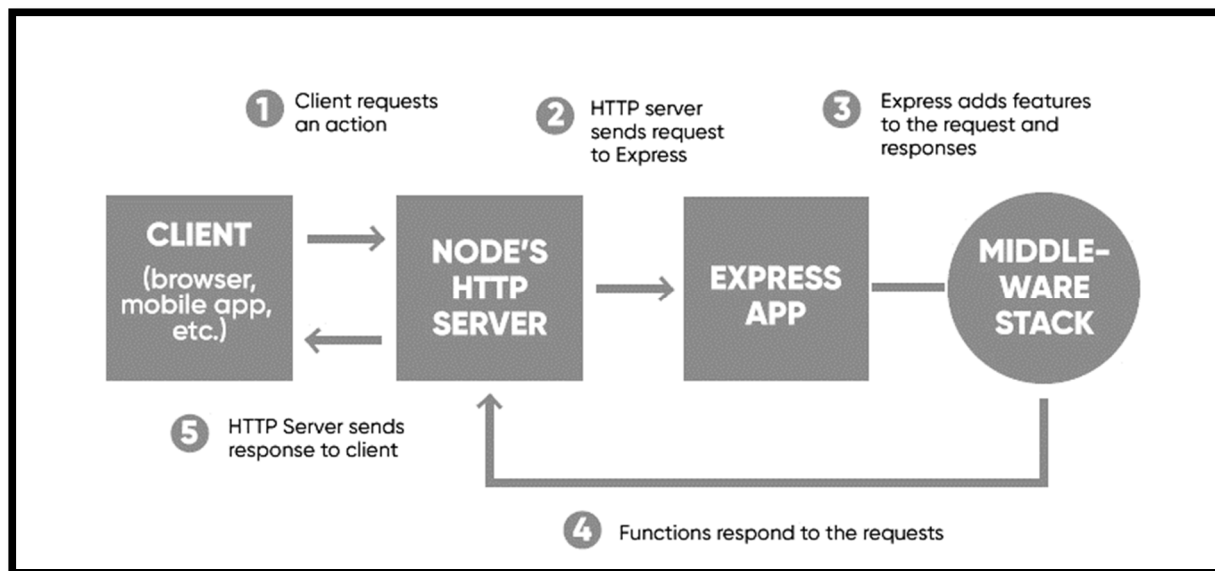 1
Client requests
an action
2
HTTP server
sends request
to Express
3
Express adds features
to the request and
responses
CLIENT
(browser,
mobile app,
etc.)
NODE'S
HTTP
SERVER
EXPRESS
APP
MIDDLE-
WARE
STACK
5
HTTP Server sends
response to client
4
Functions respond to the requests